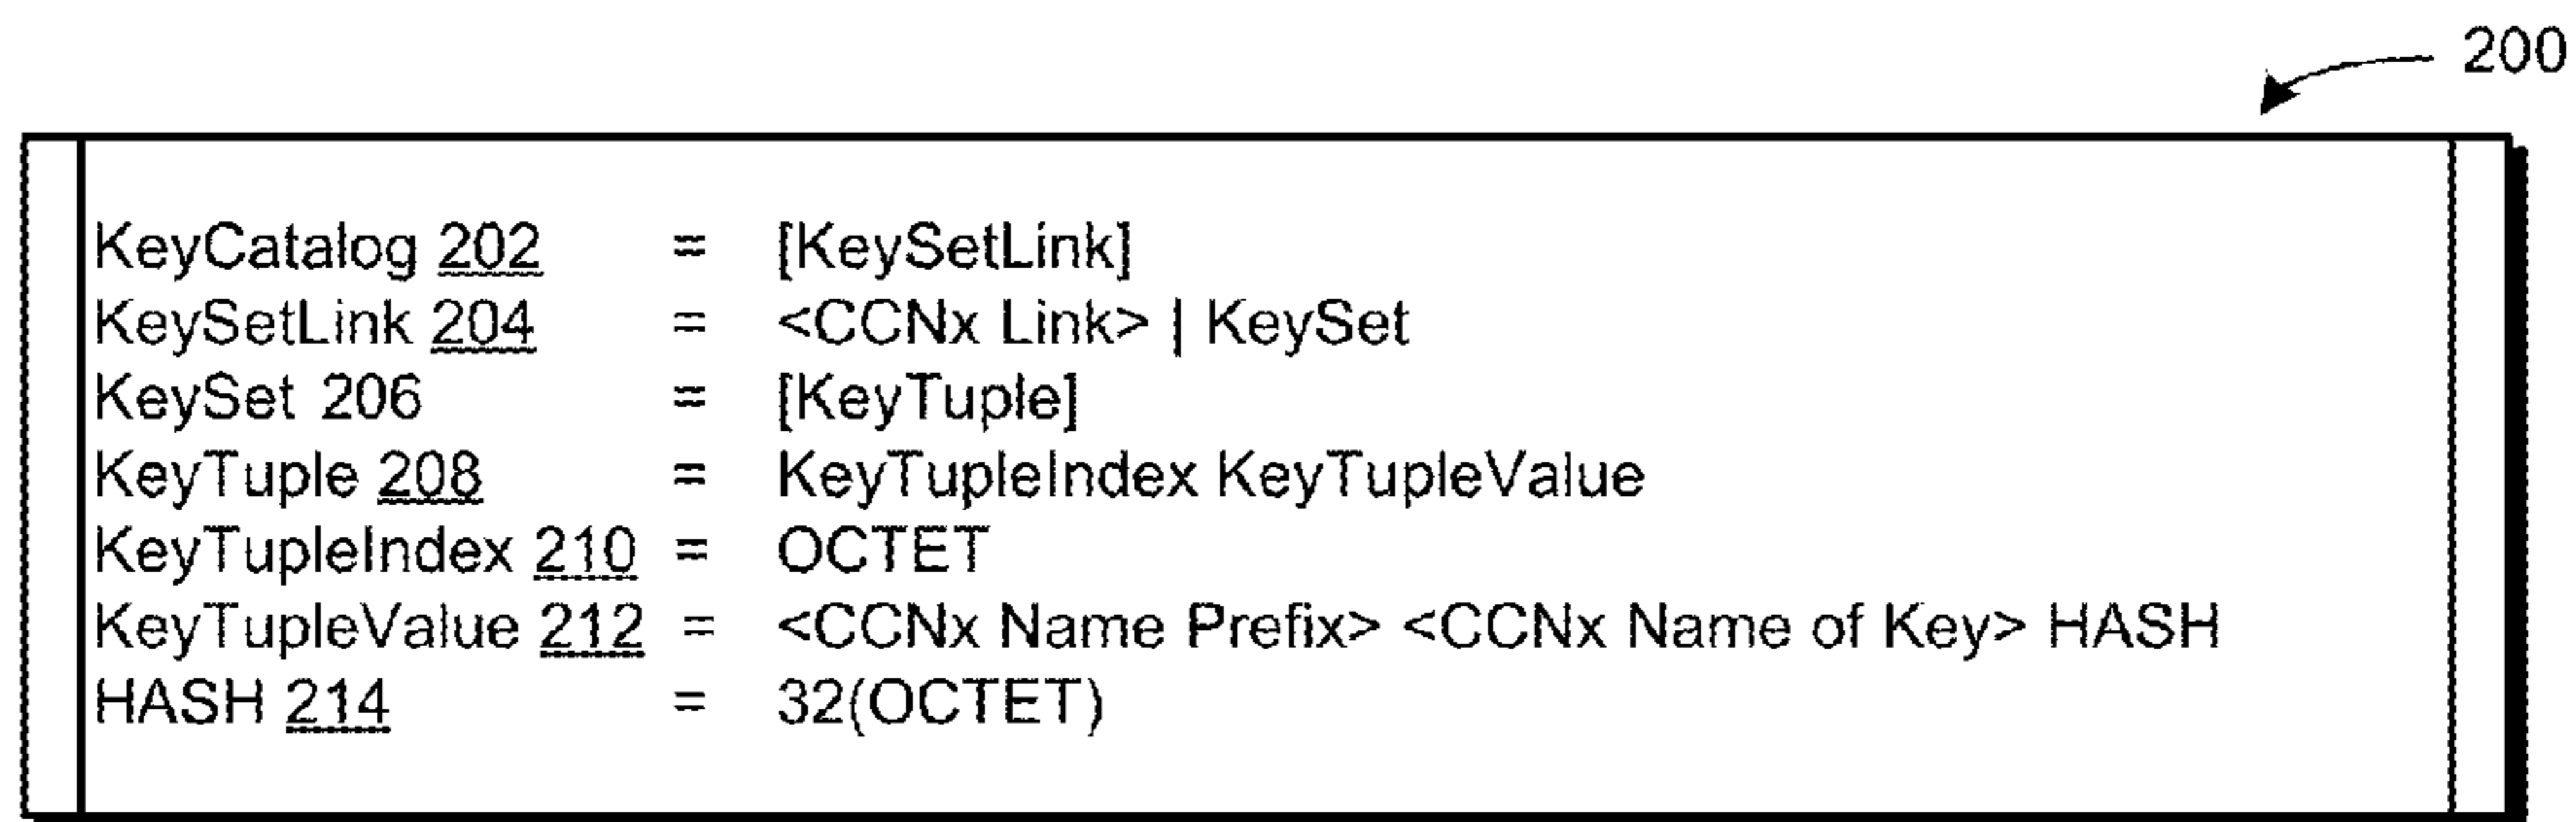 200
KeyCatalog 202 = [KeySetLink]
KeySetLink 204 = <CCNx Link> | KeySet
KeySet 206 = [KeyTuple]
KeyTuple 208 = KeyTupleIndex KeyTupleValue
KeyTupleIndex 210 = OCTET
KeyTupleValue 212 = <CCNx Name Prefix> <CCNx Name of Key> HASH
HASH 214 = 32(OCTET)